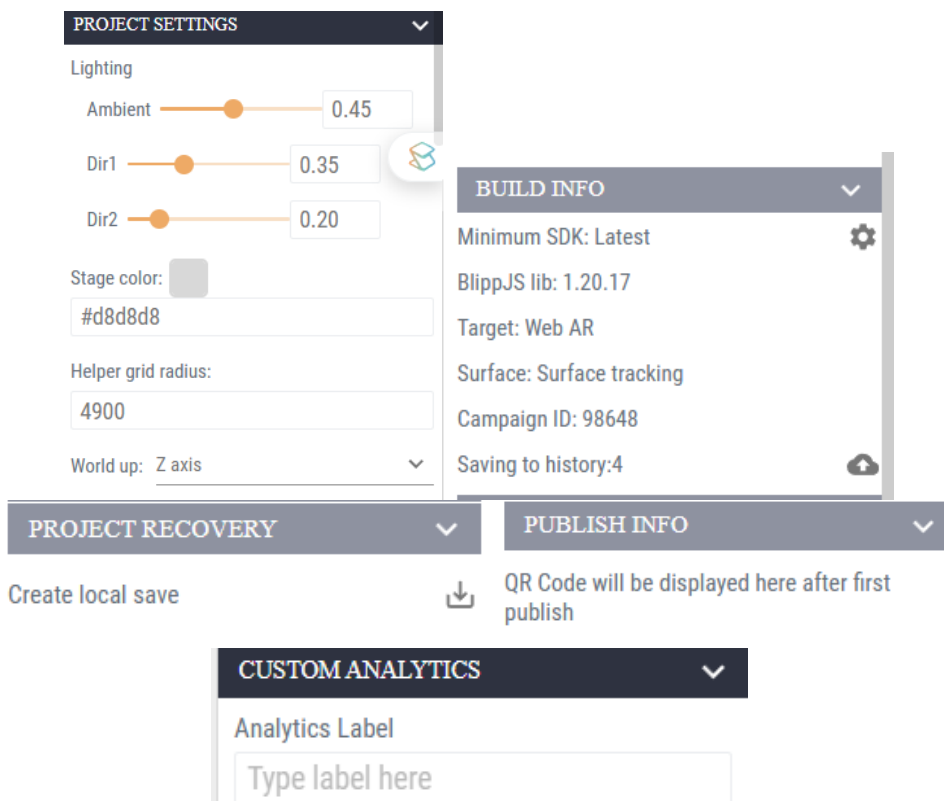 PROJECT SETTINGS
Lighting
Ambient 0.45
Dir1 0.35
Dir2 0.20
Stage color:
#d8d8d8
Helper grid radius:
4900
World up: Z axis
BUILD INFO
Minimum SDK: Latest
BlippJS lib: 1.20.17
Target: Web AR
Surface: Surface tracking
Campaign ID: 98648
Saving to history:4
PROJECT RECOVERY
Create local save
PUBLISH INFO
QR Code will be displayed here after first
publish
CUSTOM ANALYTICS
Analytics Label
Type label here